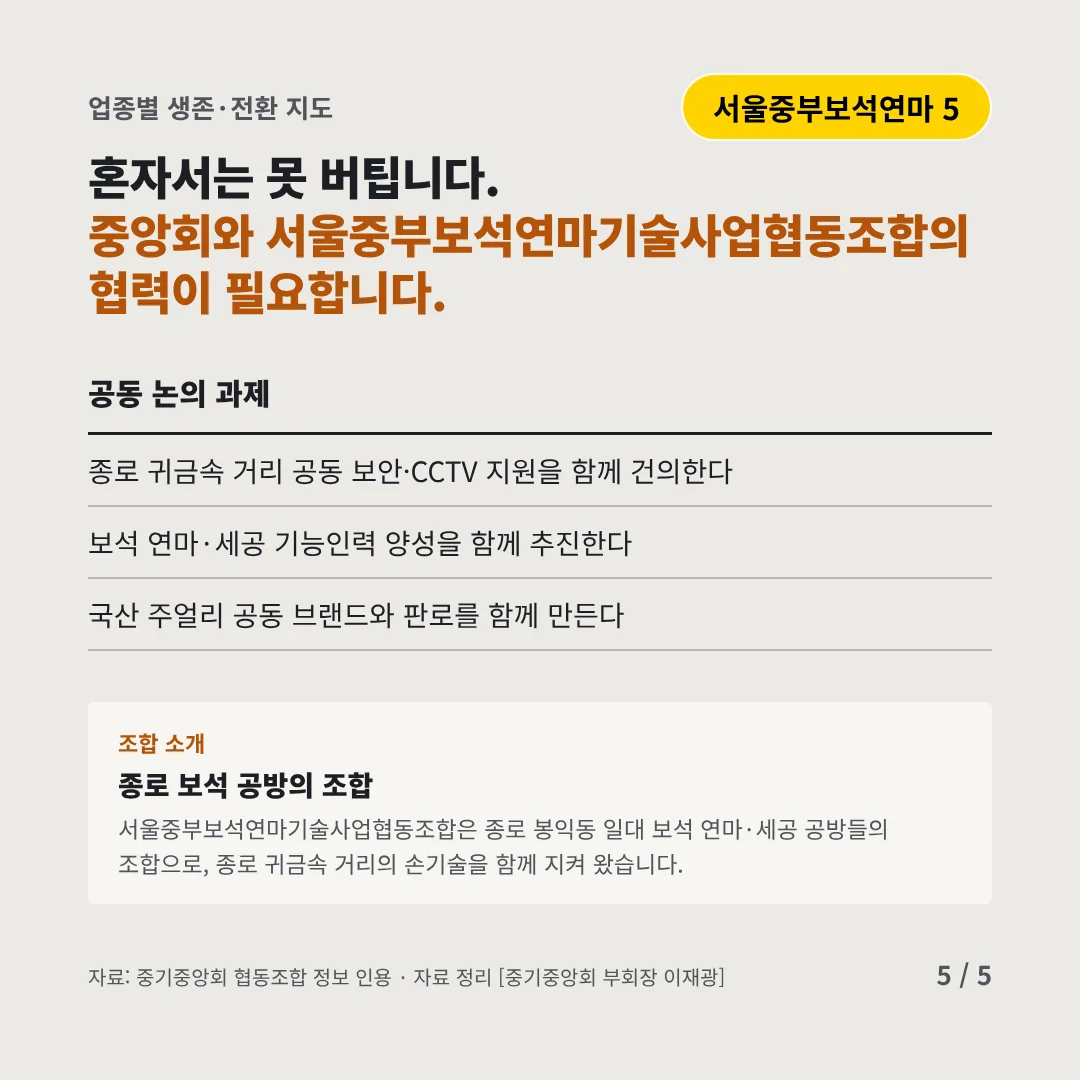 업종별 생존·전환 지도
서울중부보석연마 5
혼자서는 못 버팁니다.
중앙회와 서울중부보석연마기술사업협동조합의
협력이 필요합니다.
공동 논의 과제
종로 귀금속 거리 공동 보안·CCTV 지원을 함께 건의한다
보석 연마·세공 기능인력 양성을 함께 추진한다
국산 주얼리 공동 브랜드와 판로를 함께 만든다
조합 소개
종로 보석 공방의 조합
서울중부보석연마기술사업협동조합은 종로 봉익동 일대 보석 연마·세공 공방들의
조합으로, 종로 귀금속 거리의 손기술을 함께 지켜 왔습니다.
자료: 중기중앙회 협동조합 정보 인용 · 자료 정리 [중기중앙회 부회장 이재광]
5 / 5